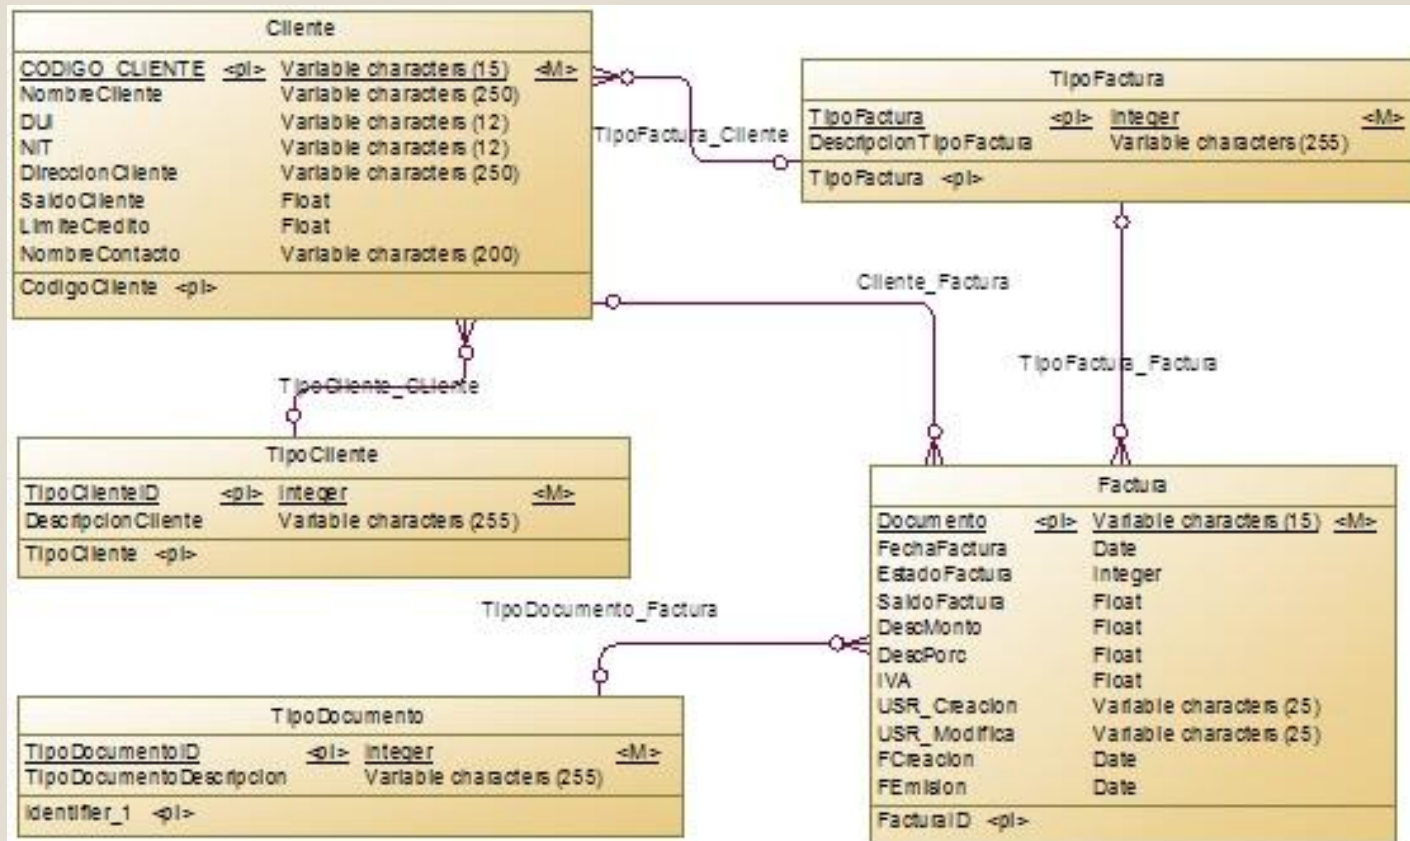 Cliente
CODIGO_CLIENTE <pi> Variable characters (15) <M>
NombreCliente Variable characters (250)
DUI Variable characters (12)
NIT Variable characters (12)
DireccionCliente Variable characters (250)
SaldoCliente Float
LimiteCredito Float
NombreContacto Variable characters (200)
CodigoCliente <pi>
TipoFactura_Cliente
TipoFactura
TipoFactura <pi> Integer <M>
DescripcionTipoFactura Variable characters (255)
TipoFactura <pi>
Cliente_Factura
TipoFactura_Factura
TipoCliente_CLiente
TipoCliente
TipoClienteID <pi> Integer <M>
DescripcionCliente Variable characters (255)
TipoCliente <pi>
TipoDocumento_Factura
Factura
Documento <pi> Variable characters (15) <M>
FechaFactura Date
EstadoFactura Integer
SaldoFactura Float
DescMonto Float
DescPorc Float
IVA Float
USR_Creacion Variable characters (25)
USR_Modifica Variable characters (25)
FCreacion Date
FEmision Date
FacturaID <pi>
TipoDocumento
TipoDocumentoID <pi> Integer <M>
TipoDocumentoDescripcion Variable characters (255)
Identifier_1 <pi>